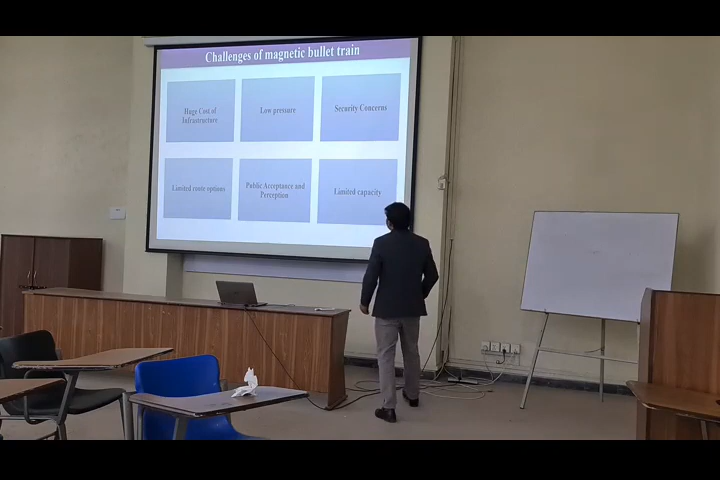 Challenges of magnetic bullet train
Huge Cost of
Infrastructure
Low pressure
Security Concerns
Limited route options
Public Acceptance and
Perception
Limited capacity